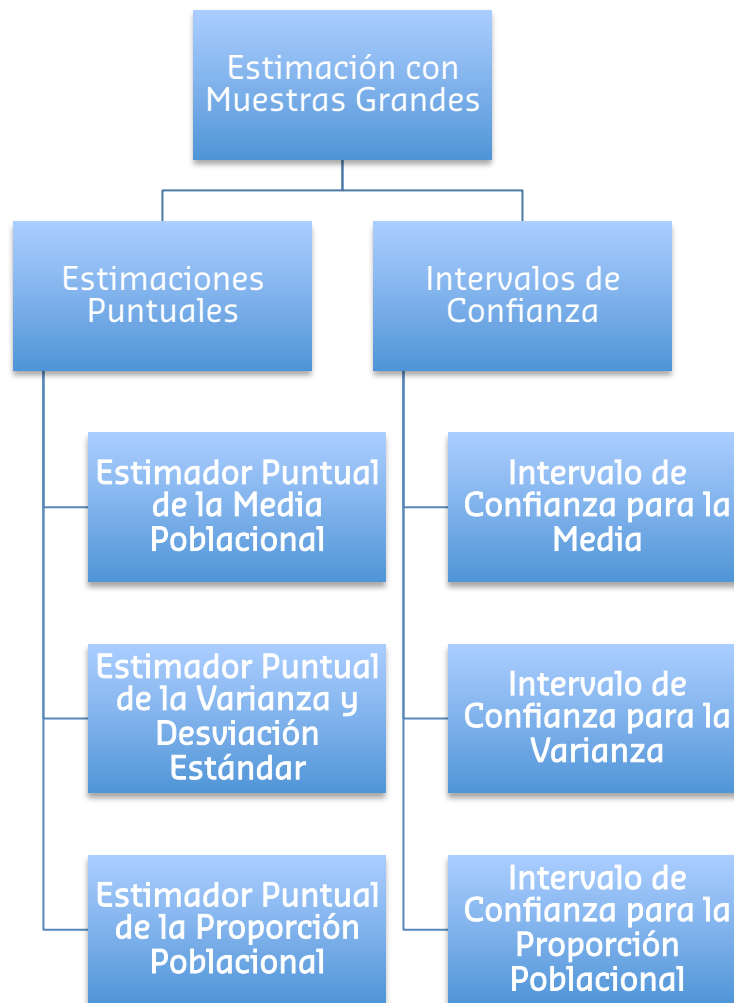 Estimación con
Muestras Grandes
Estimaciones
Puntuales
Intervalos de
Confianza
Estimador Puntual
de la Media
Poblacional
Intervalo de
Confianza para la
Media
Estimador Puntual
de la Varianza y
Desviación
Estándar
Intervalo de
Confianza para la
Varianza
Estimador Puntual
de la Proporción
Poblacional
Intervalo de
Confianza para la
Proporción
Poblacional